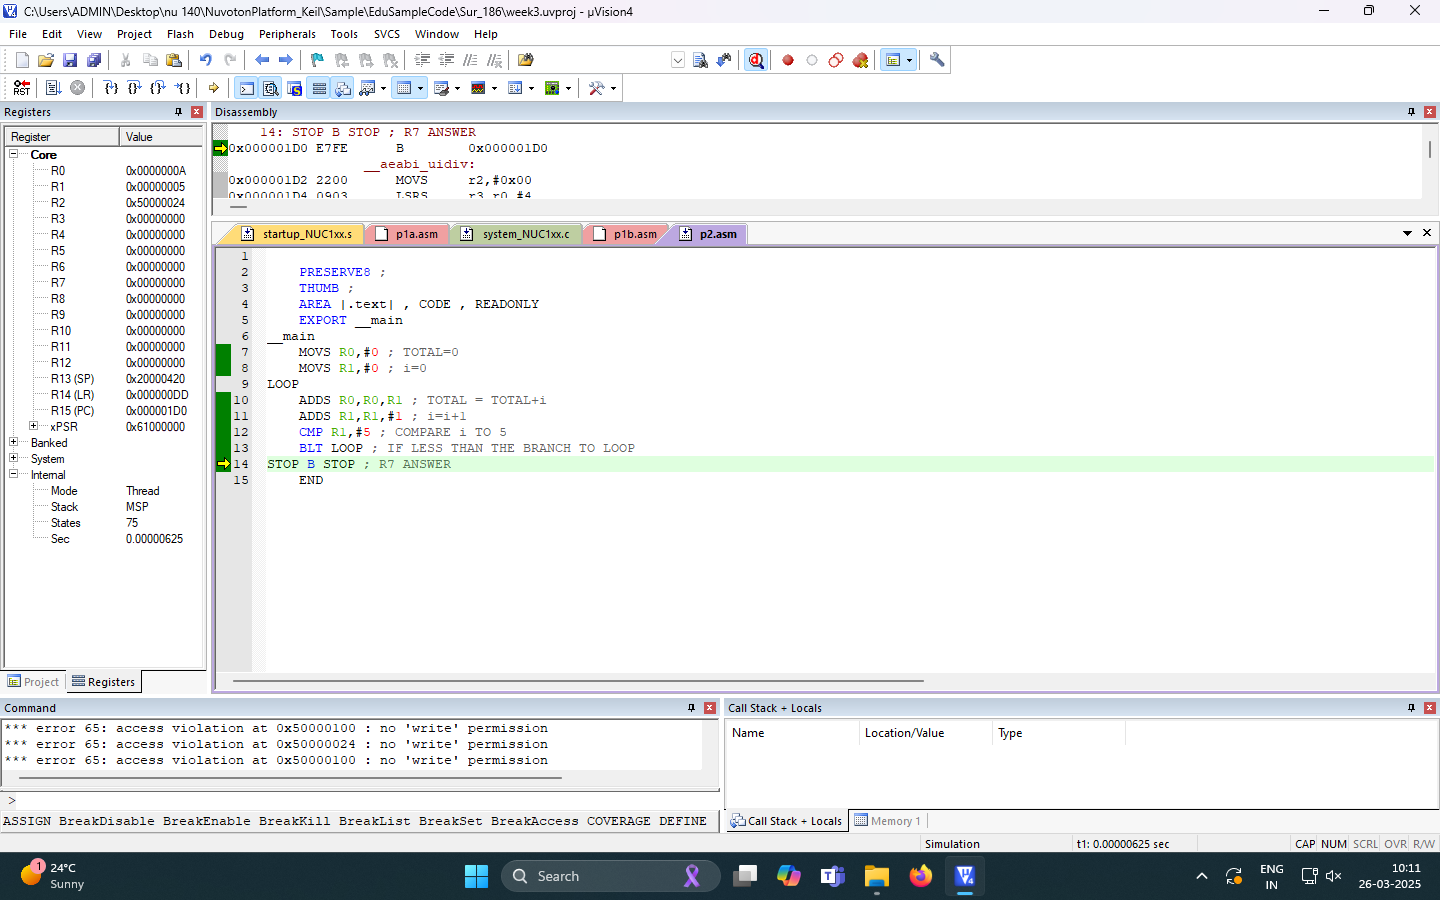 C:\Users\ADMIN\Desktop\nu 140\NuvotonPlatform_Keil\Sample\EduSampleCode\Sur_186\week3.uvproj - µVision4
File Edit View Project Flash Debug Peripherals Tools SVCS Window Help
RST
Registers
Register Value
Core
R0 0x0000000A
R1 0x00000005
R2 0x50000024
R3 0x00000000
R4 0x00000000
R5 0x00000000
R6 0x00000000
R7 0x00000000
R8 0x00000000
R9 0x00000000
R10 0x00000000
R11 0x00000000
R12 0x00000000
R13 (SP) 0x20000420
R14 (LR) 0x000000DD
R15 (PC) 0x000001D0
xPSR 0x61000000
Banked
System
Internal
Mode Thread
Stack MSP
States 75
Sec 0.00000625
Project Registers
Disassembly
14: STOP B STOP ; R7 ANSWER
0x000001D0 E7FE B 0x000001D0
__aeabi_uidiv:
0x000001D2 2200 MOVS r2,#0x00
0x000001D4 0903 LSRS r3,r0,#4
startup_NUC1xx.s p1a.asm system_NUC1xx.c p1b.asm p2.asm
1
2 PRESERVE8 ;
3 THUMB ;
4 AREA |.text| , CODE , READONLY
5 EXPORT __main
6 __main
7 MOVS R0,#0 ; TOTAL=0
8 MOVS R1,#0 ; i=0
9 LOOP
10 ADDS R0,R0,R1 ; TOTAL = TOTAL+i
11 ADDS R1,R1,#1 ; i=i+1
12 CMP R1,#5 ; COMPARE i TO 5
13 BLT LOOP ; IF LESS THAN THE BRANCH TO LOOP
14 STOP B STOP ; R7 ANSWER
15 END
Command
*** error 65: access violation at 0x50000100 : no 'write' permission
*** error 65: access violation at 0x50000024 : no 'write' permission
*** error 65: access violation at 0x50000100 : no 'write' permission
>
ASSIGN BreakDisable BreakEnable BreakKill BreakList BreakSet BreakAccess COVERAGE DEFINE
Call Stack + Locals
Name Location/Value Type
Call Stack + Locals Memory 1
Simulation t1: 0.00000625 sec CAP NUM SCRL OVR R/W
1
24°C
Sunny
Search
ENG
IN
10:11
26-03-2025